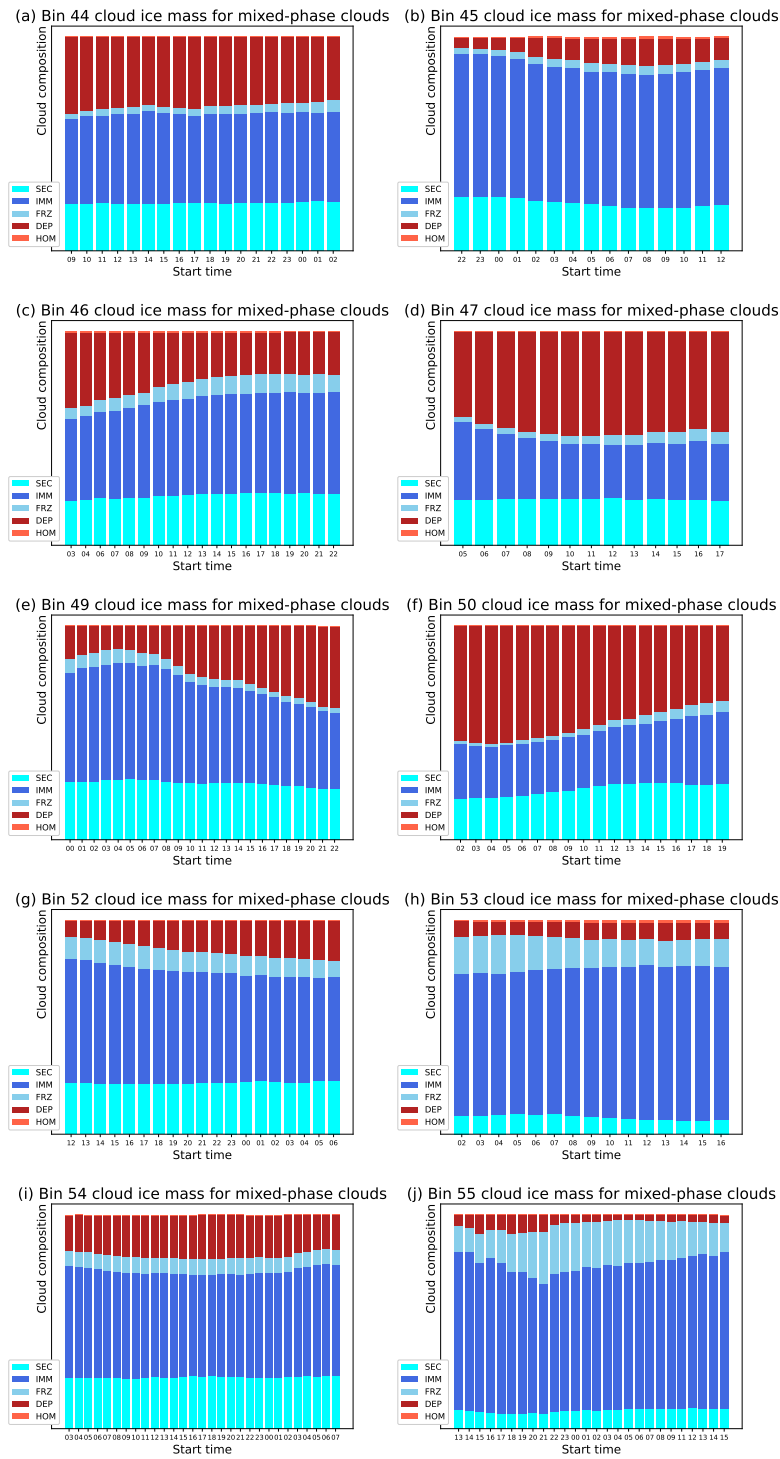 (a) Bin 44 cloud ice mass for mixed-phase clouds
Cloud composition
SEC
IMM
FRZ
DEP
HOM
09 10 11 12 13 14 15 16 17 18 19 20 21 22 23 00 01 02
Start time
(b) Bin 45 cloud ice mass for mixed-phase clouds
Cloud composition
SEC
IMM
FRZ
DEP
HOM
22 23 00 01 02 03 04 05 06 07 08 09 10 11 12
Start time
(c) Bin 46 cloud ice mass for mixed-phase clouds
Cloud composition
SEC
IMM
FRZ
DEP
HOM
03 04 06 07 08 09 10 11 12 13 14 15 16 17 18 19 20 21 22
Start time
(d) Bin 47 cloud ice mass for mixed-phase clouds
Cloud composition
SEC
IMM
FRZ
DEP
HOM
05 06 07 08 09 10 11 12 13 14 15 16 17
Start time
(e) Bin 49 cloud ice mass for mixed-phase clouds
Cloud composition
SEC
IMM
FRZ
DEP
HOM
00 01 02 03 04 05 06 07 08 09 10 11 12 13 14 15 16 17 18 19 20 21 22
Start time
(f) Bin 50 cloud ice mass for mixed-phase clouds
Cloud composition
SEC
IMM
FRZ
DEP
HOM
02 03 04 05 06 07 08 09 10 11 12 13 14 15 16 17 18 19
Start time
(g) Bin 52 cloud ice mass for mixed-phase clouds
Cloud composition
SEC
IMM
FRZ
DEP
HOM
12 13 14 15 16 17 18 19 20 21 22 23 00 01 02 03 04 05 06
Start time
(h) Bin 53 cloud ice mass for mixed-phase clouds
Cloud composition
SEC
IMM
FRZ
DEP
HOM
02 03 04 05 06 07 08 09 10 11 12 13 14 15 16
Start time
(i) Bin 54 cloud ice mass for mixed-phase clouds
Cloud composition
SEC
IMM
FRZ
DEP
HOM
03 04 05 06 07 08 09 10 11 12 13 14 15 16 17 18 19 20 21 22 23 00 01 02 03 04 05 06 07
Start time
(j) Bin 55 cloud ice mass for mixed-phase clouds
Cloud composition
SEC
IMM
FRZ
DEP
HOM
13 14 15 16 17 18 19 20 21 22 23 00 01 02 03 04 05 06 07 08 09 10 11 12 13 14 15
Start time